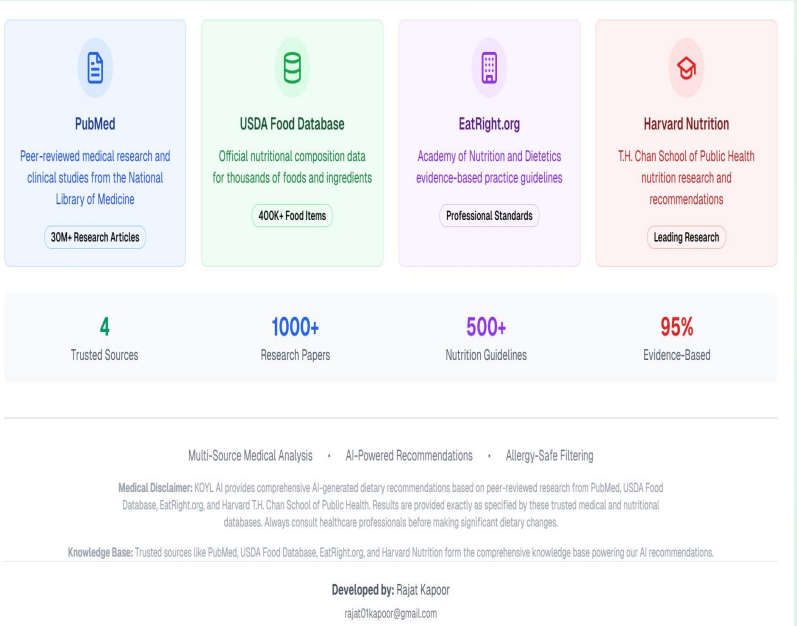 PubMed
Peer-reviewed medical research and
clinical studies from the National
Library of Medicine
30M+ Research Articles
USDA Food Database
Official nutritional composition data
for thousands of foods and ingredients
400K+ Food Items
EatRight.org
Academy of Nutrition and Dietetics
evidence-based practice guidelines
Professional Standards
Harvard Nutrition
T.H. Chan School of Public Health
nutrition research and
recommendations
Leading Research
4
Trusted Sources
1000+
Research Papers
500+
Nutrition Guidelines
95%
Evidence-Based
Multi-Source Medical Analysis • AI-Powered Recommendations • Allergy-Safe Filtering
Medical Disclaimer: KOYL AI provides comprehensive AI-generated dietary recommendations based on peer-reviewed research from PubMed, USDA Food
Database, EatRight.org, and Harvard T.H. Chan School of Public Health. Results are provided exactly as specified by these trusted medical and nutritional
databases. Always consult healthcare professionals before making significant dietary changes.
Knowledge Base: Trusted sources like PubMed, USDA Food Database, EatRight.org, and Harvard Nutrition form the comprehensive knowledge base powering our AI recommendations.
Developed by: Rajat Kapoor
rajat01kapoor@gmail.com